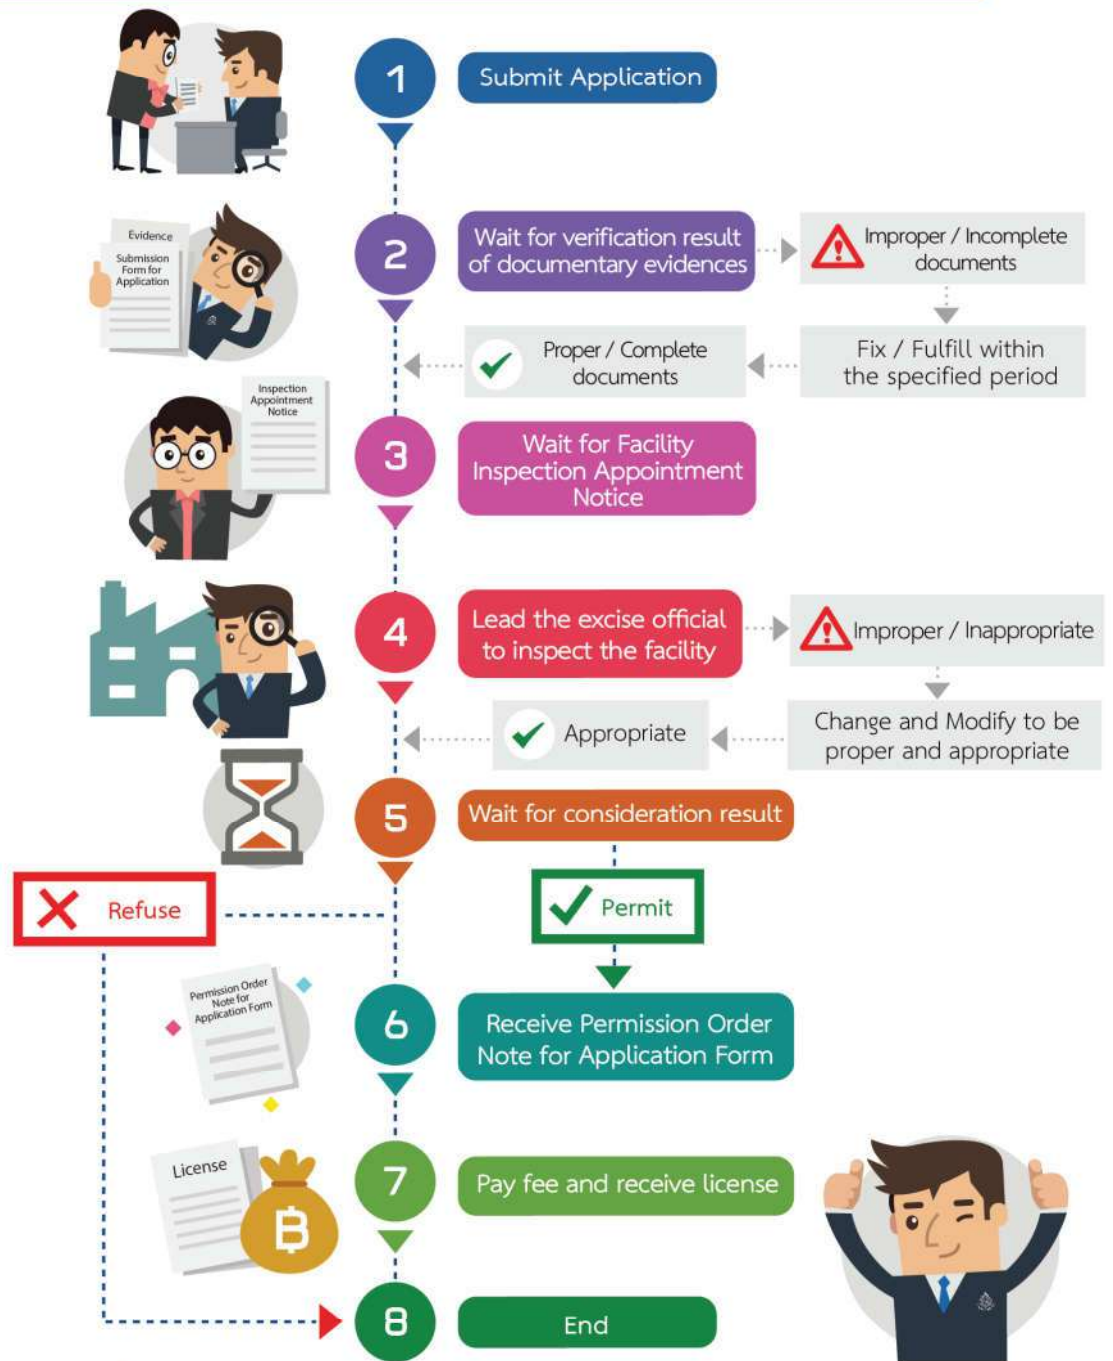 1
Submit Application
Evidence
Submission
Form for
Application
2
Wait for verification result
of documentary evidences
Improper / Incomplete
documents
Proper / Complete
documents
Fix / Fulfill within
the specified period
Inspection
Appointment
Notice
3
Wait for Facility
Inspection Appointment
Notice
4
Lead the excise official
to inspect the facility
Improper / Inappropriate
Appropriate
Change and Modify to be
proper and appropriate
5
Wait for consideration result
Refuse
Permit
Permission Order
Note for
Application Form
6
Receive Permission Order
Note for Application Form
License
฿
7
Pay fee and receive license
8
End